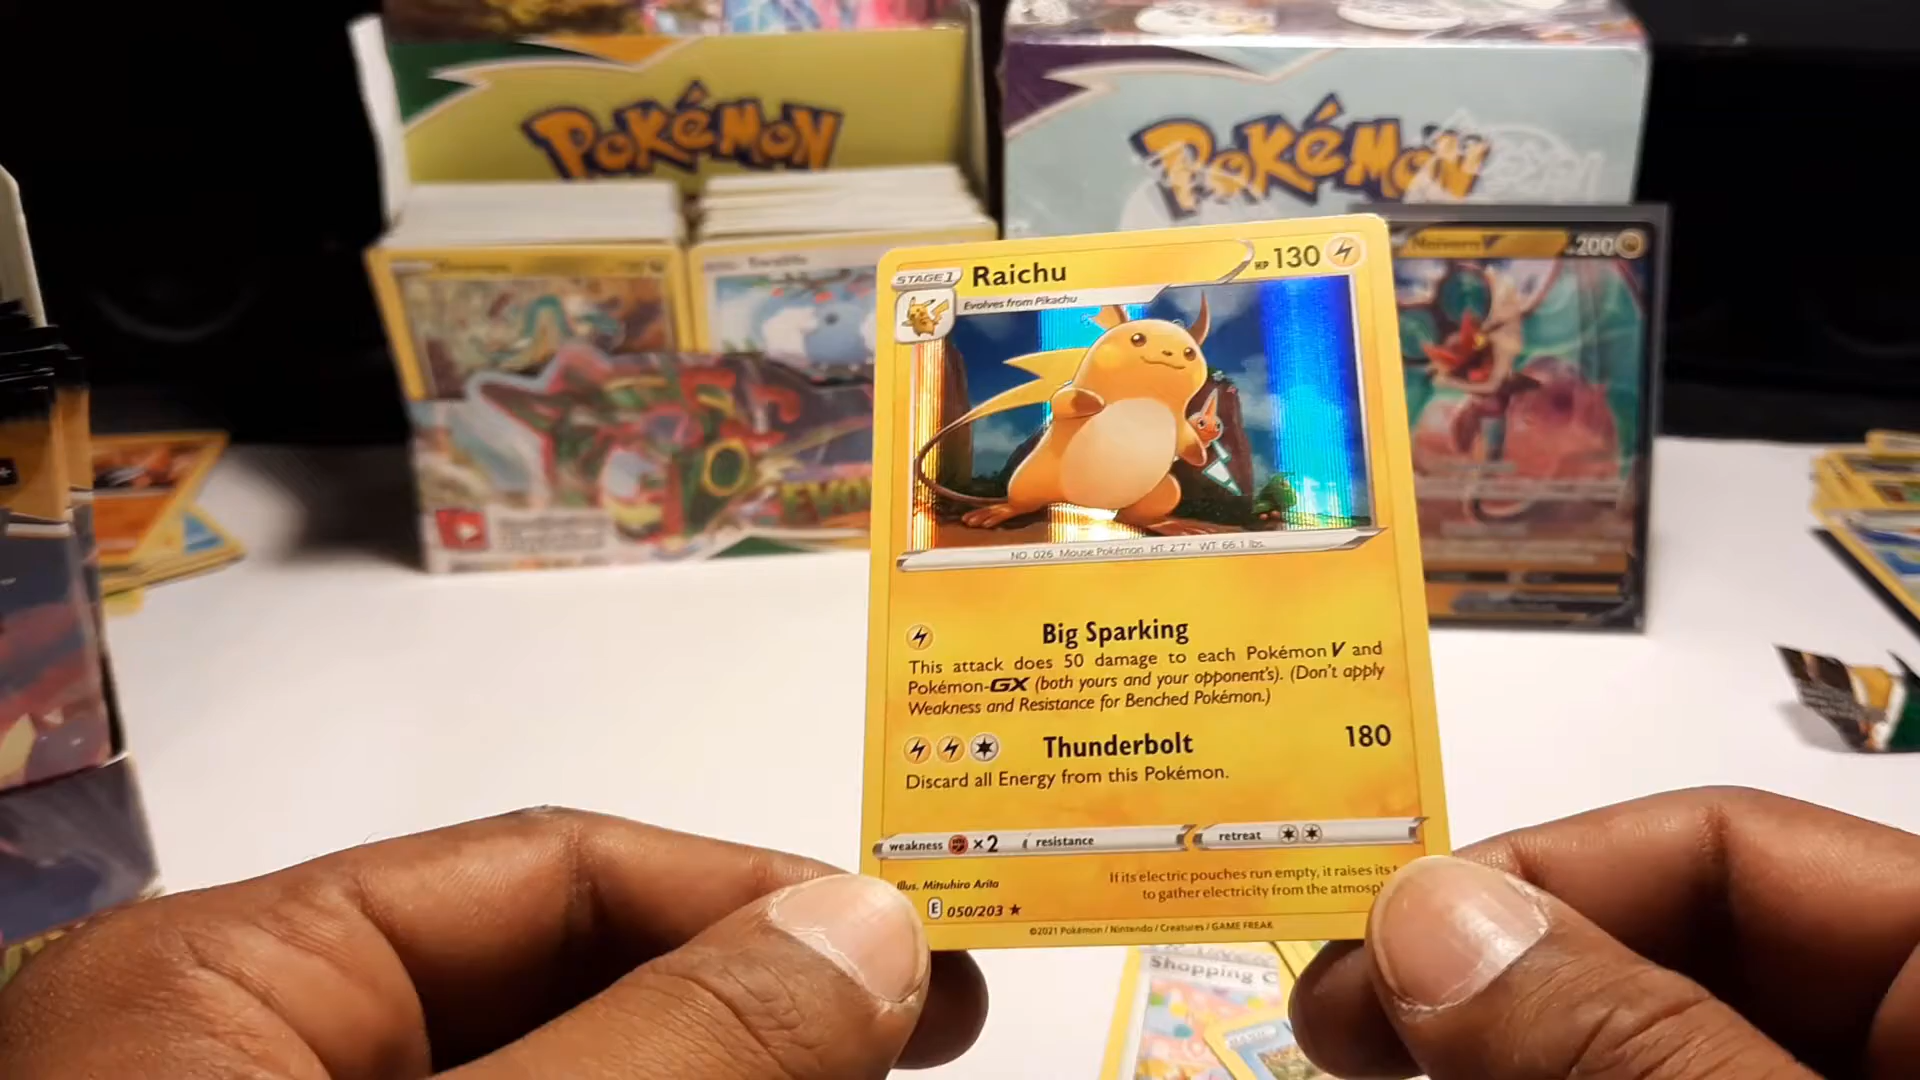 POKéMON
POKéMON
STAGE 1
Raichu
HP 130
Evolves from Pikachu
NO. 026 Mouse Pokémon HT: 2'7" WT: 66.1 lbs.
Big Sparking
This attack does 50 damage to each Pokémon V and
Pokémon-GX (both yours and your opponent's). (Don't apply
Weakness and Resistance for Benched Pokémon.)
Thunderbolt 180
Discard all Energy from this Pokémon.
weakness ×2 resistance retreat
Illus. Mitsuhiro Arita
If its electric pouches run empty, it raises its
to gather electricity from the
E 050/203 ★
©2021 Pokémon / Nintendo / Creatures / GAME FREAK
Noivern V
200
Shopping